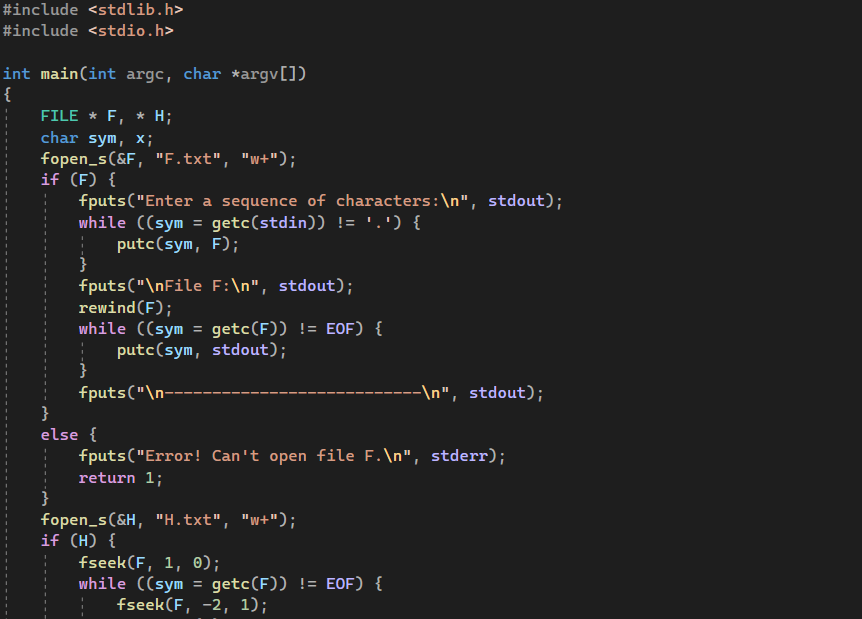 #include <stdlib.h>
#include <stdio.h>
int main(int argc, char *argv[])
{
FILE * F, * H;
char sym, x;
fopen_s(&F, "F.txt", "w+");
if (F) {
fputs("Enter a sequence of characters:\n", stdout);
while ((sym = getc(stdin)) != '.') {
putc(sym, F);
}
fputs("\nFile F:\n", stdout);
rewind(F);
while ((sym = getc(F)) != EOF) {
putc(sym, stdout);
}
fputs("\n---------------------------\n", stdout);
}
else {
fputs("Error! Can't open file F.\n", stderr);
return 1;
}
fopen_s(&H, "H.txt", "w+");
if (H) {
fseek(F, 1, 0);
while ((sym = getc(F)) != EOF) {
fseek(F, -2, 1);